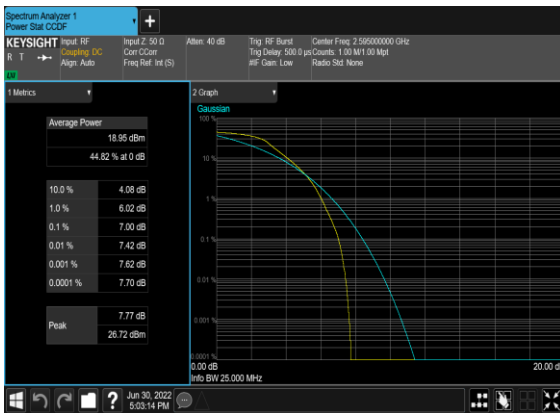 Spectrum Analyzer 1
Power Stat CCDF
KEYSIGHT
R T
LV
Input: RF
Coupling: DC
Align: Auto
Input Z: 50 Ω
Corr CCorr
Freq Ref: Int (S)
Atten: 40 dB
Trig: RF Burst
Trig Delay: 500.0 µs
#IF Gain: Low
Center Freq: 2.595000000 GHz
Counts: 1.00 M/1.00 Mpt
Radio Std: None
1 Metrics
Average Power
18.95 dBm
44.82 % at 0 dB
10.0 % 4.08 dB
1.0 % 6.02 dB
0.1 % 7.00 dB
0.01 % 7.42 dB
0.001 % 7.62 dB
0.0001 % 7.70 dB
Peak
7.77 dB
26.72 dBm
2 Graph
Gaussian
100 %
10 %
1 %
0.1 %
0.01 %
0.001 %
0.0001 %
0.00 dB
20.00 dB
Info BW 25.000 MHz
Jun 30, 2022
5:03:14 PM